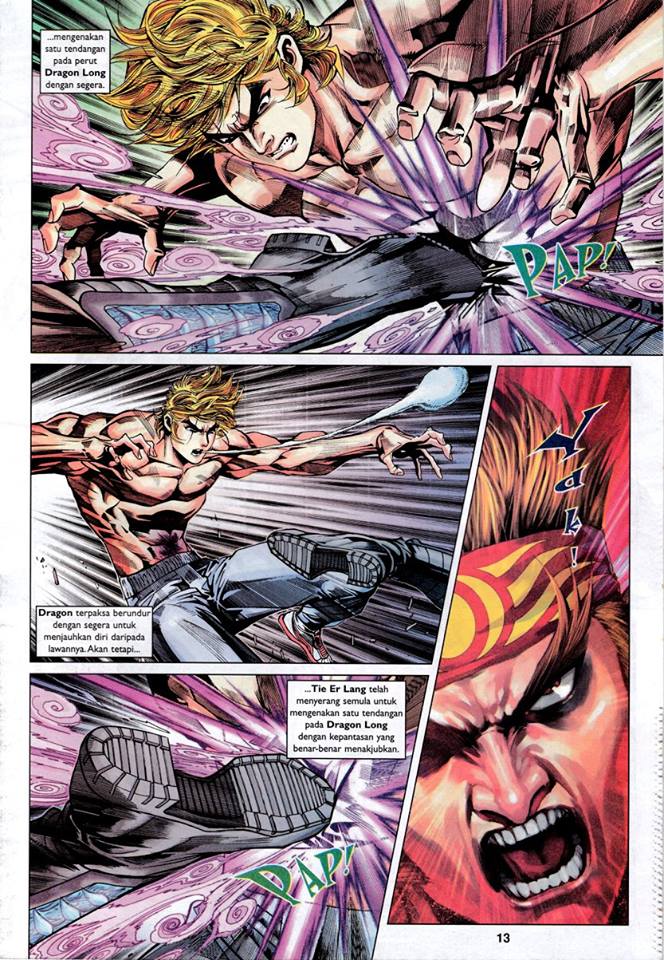 ...mengenakan
satu tendangan
pada perut
Dragon Long
dengan segera.
PAP!
Dragon terpaksa berundur
dengan segera untuk
menjauhkan diri daripada
lawannya. Akan tetapi...
Yak!
...Tie Er Lang telah
menyerang semula untuk
mengenakan satu tendangan
pada Dragon Long
dengan kepantasan yang
benar-benar menakjubkan.
PAP!
13